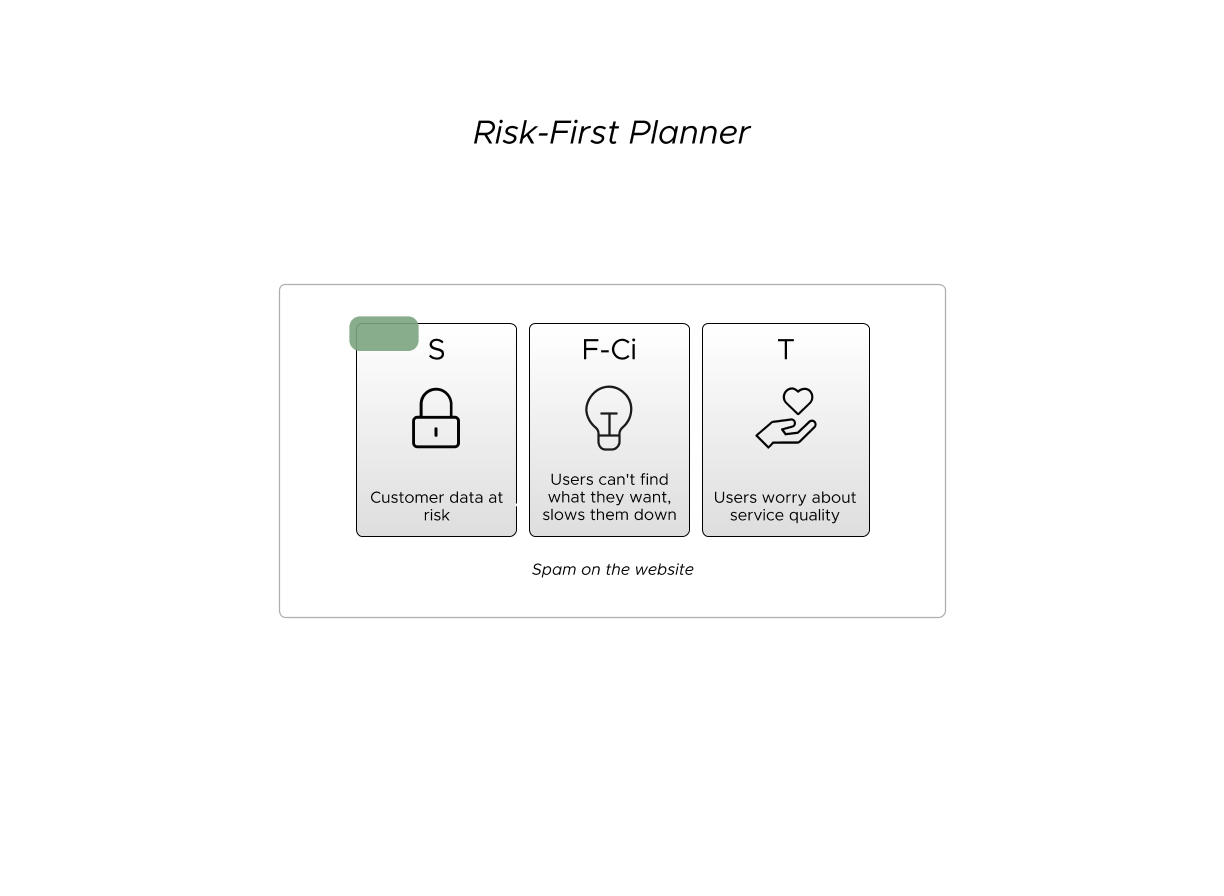 Risk-First Planner
S
Customer data at
risk
F-Ci
Users can't find
what they want,
slows them down
T
Users worry about
service quality
Spam on the website